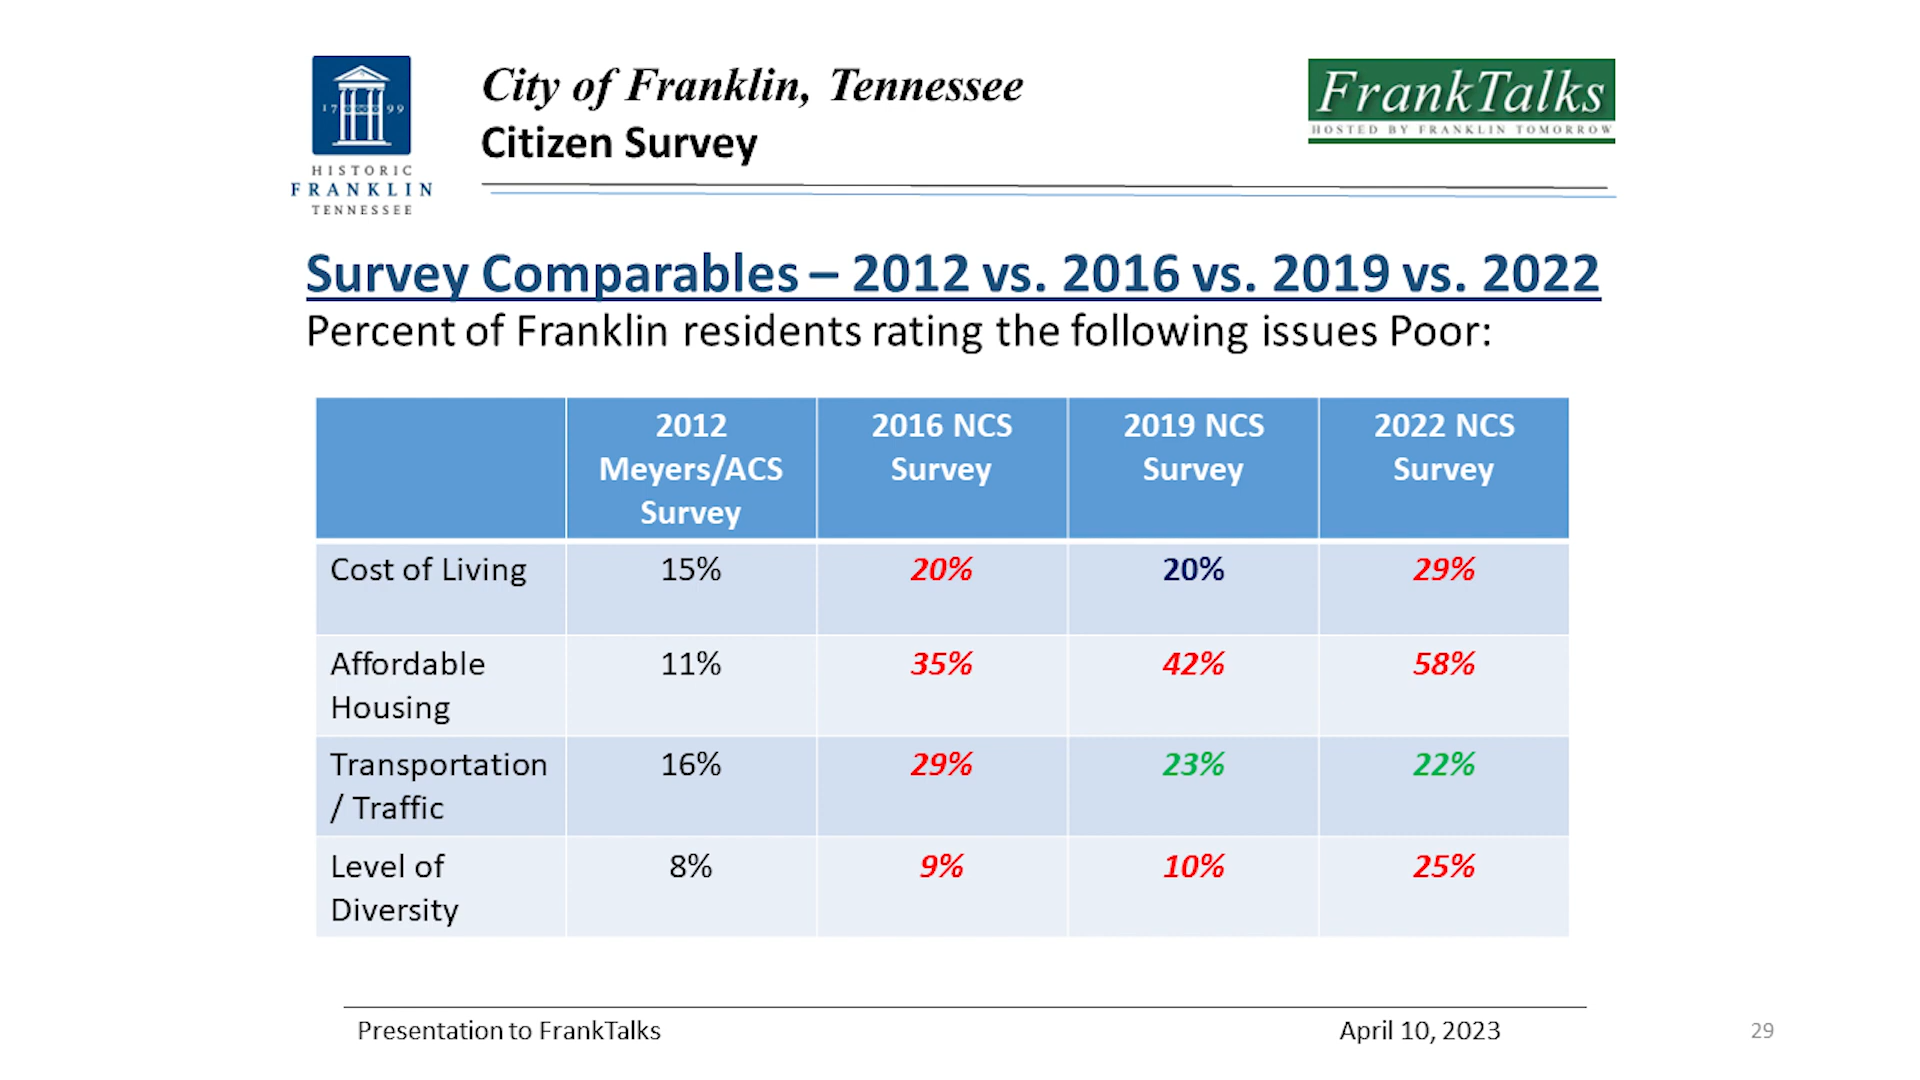 17 99
HISTORIC
FRANKLIN
TENNESSEE
City of Franklin, Tennessee
Citizen Survey
FrankTalks
HOSTED BY FRANKLIN TOMORROW
Survey Comparables – 2012 vs. 2016 vs. 2019 vs. 2022
Percent of Franklin residents rating the following issues Poor:
2012 Meyers/ACS Survey
2016 NCS Survey
2019 NCS Survey
2022 NCS Survey
Cost of Living 15% 20% 20% 29%
Affordable Housing 11% 35% 42% 58%
Transportation / Traffic 16% 29% 23% 22%
Level of Diversity 8% 9% 10% 25%
Presentation to FrankTalks April 10, 2023 29